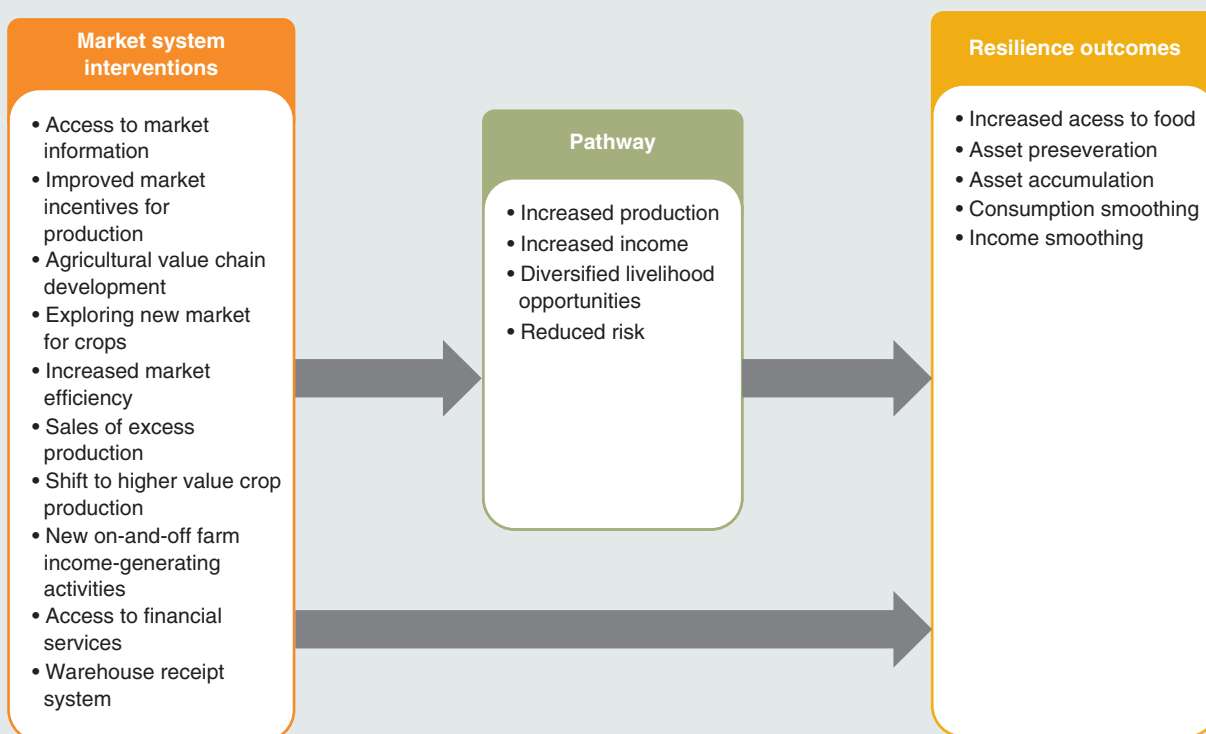 Market system
interventions
• Access to market
information
• Improved market
incentives for
production
• Agricultural value chain
development
• Exploring new market
for crops
• Increased market
efficiency
• Sales of excess
production
• Shift to higher value crop
production
• New on-and-off farm
income-generating
activities
• Access to financial
services
• Warehouse receipt
system
Pathway
• Increased production
• Increased income
• Diversified livelihood
opportunities
• Reduced risk
Resilience outcomes
• Increased acess to food
• Asset preseveration
• Asset accumulation
• Consumption smoothing
• Income smoothing